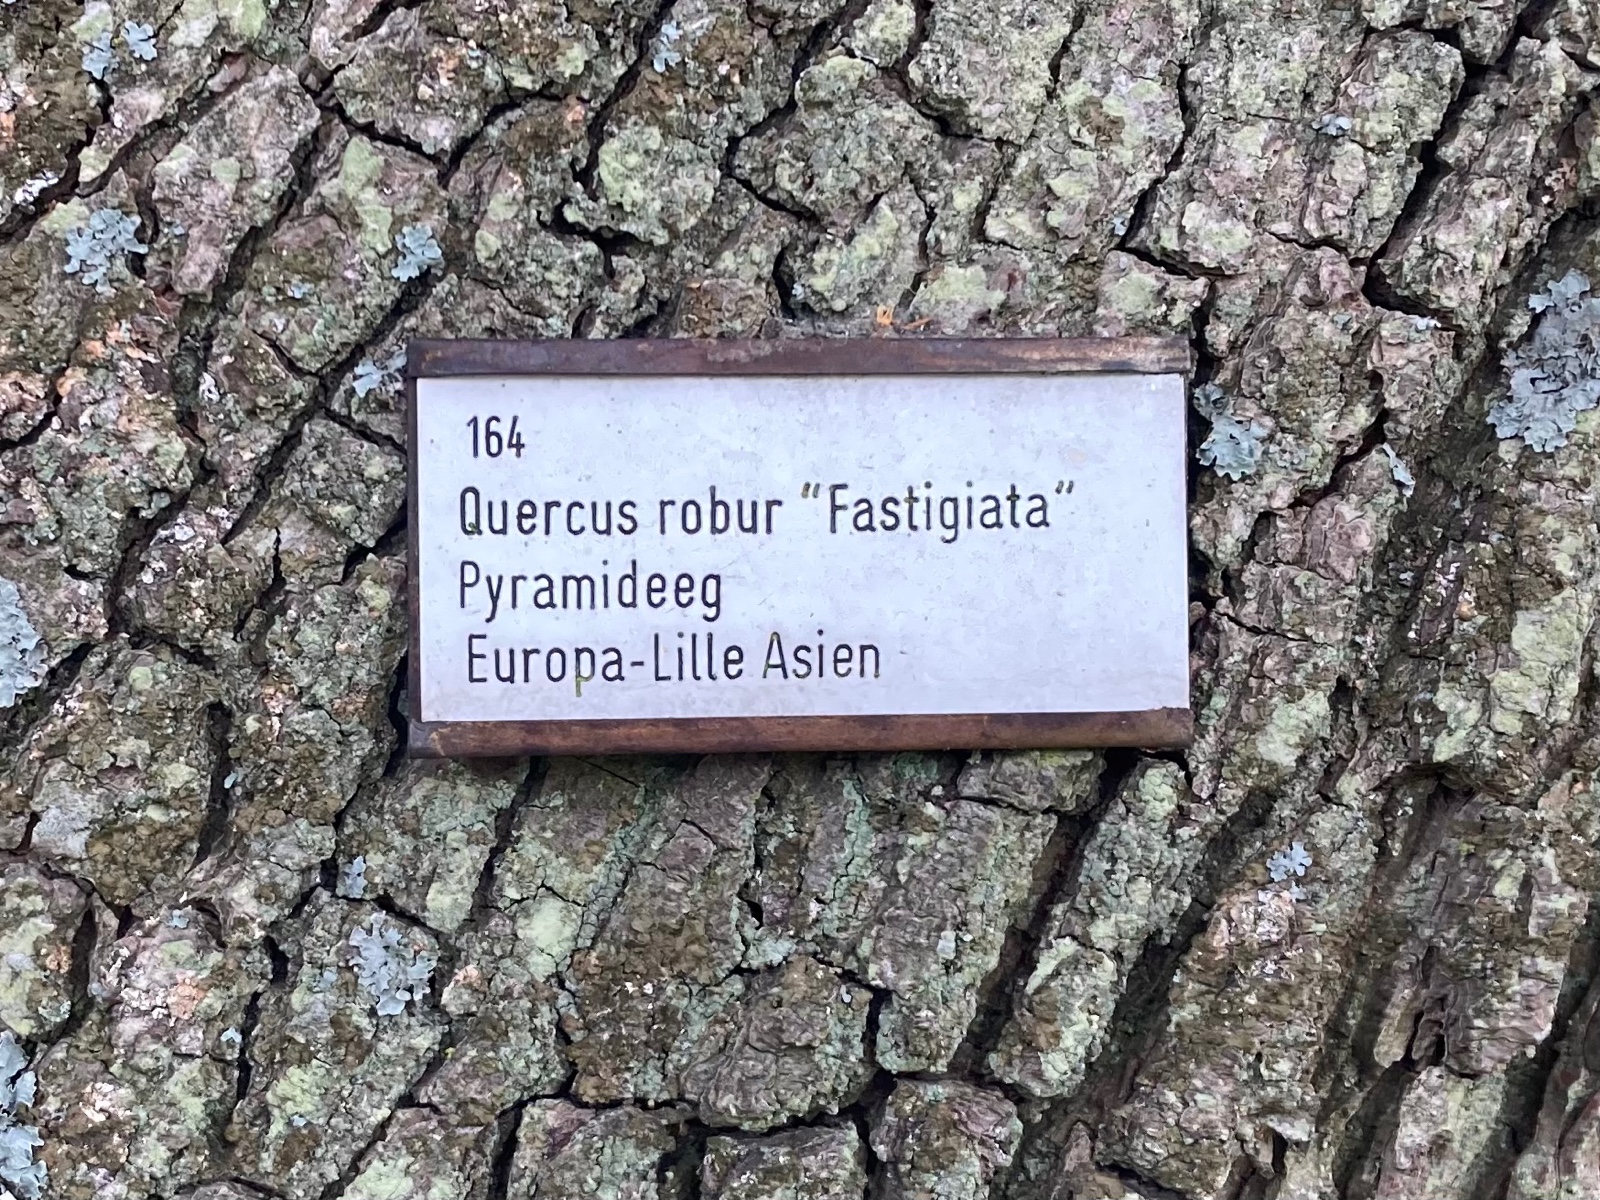 164
Quercus robur “Fastigiata”
Pyramideeg
Europa-Lille Asien